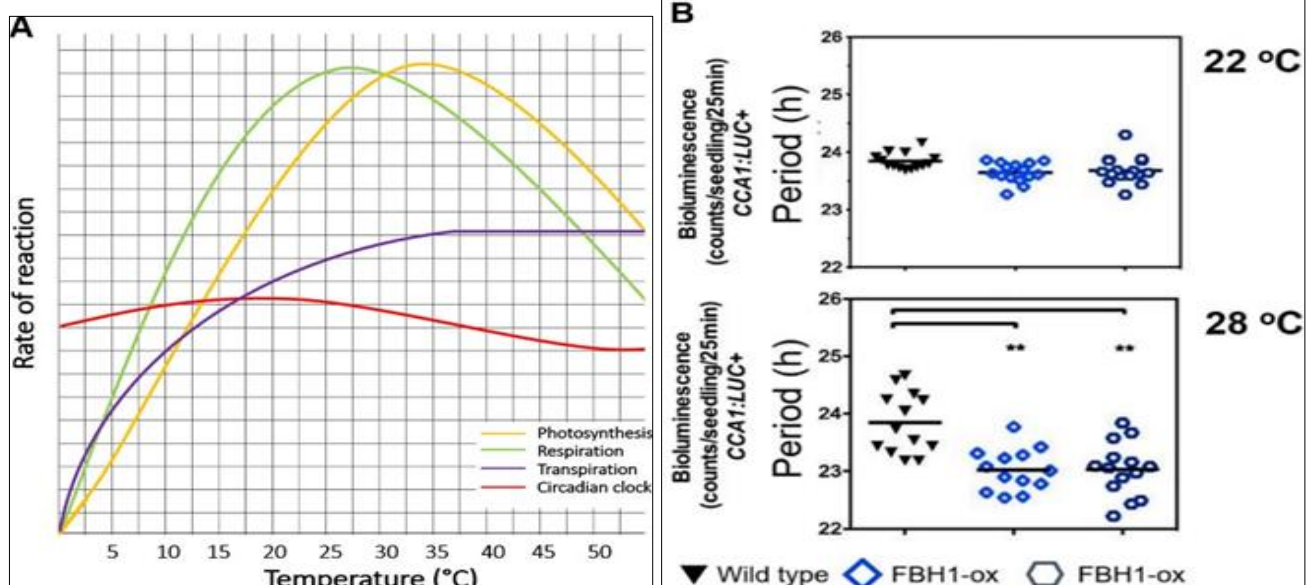 A
Rate of reaction
Photosynthesis
Respiration
Transpiration
Circadian clock
5 10 15 20 25 30 35 40 45 50
Temperature (°C)
B
Bioluminescence
(counts/seedling/25min)
CCA1:LUC+
Period (h)
26
25
24
23
22
22 °C
Bioluminescence
(counts/seedling/25min)
CCA1:LUC+
Period (h)
26
25
24
23
22
** **
28 °C
Wild type FBH1-ox FBH1-ox